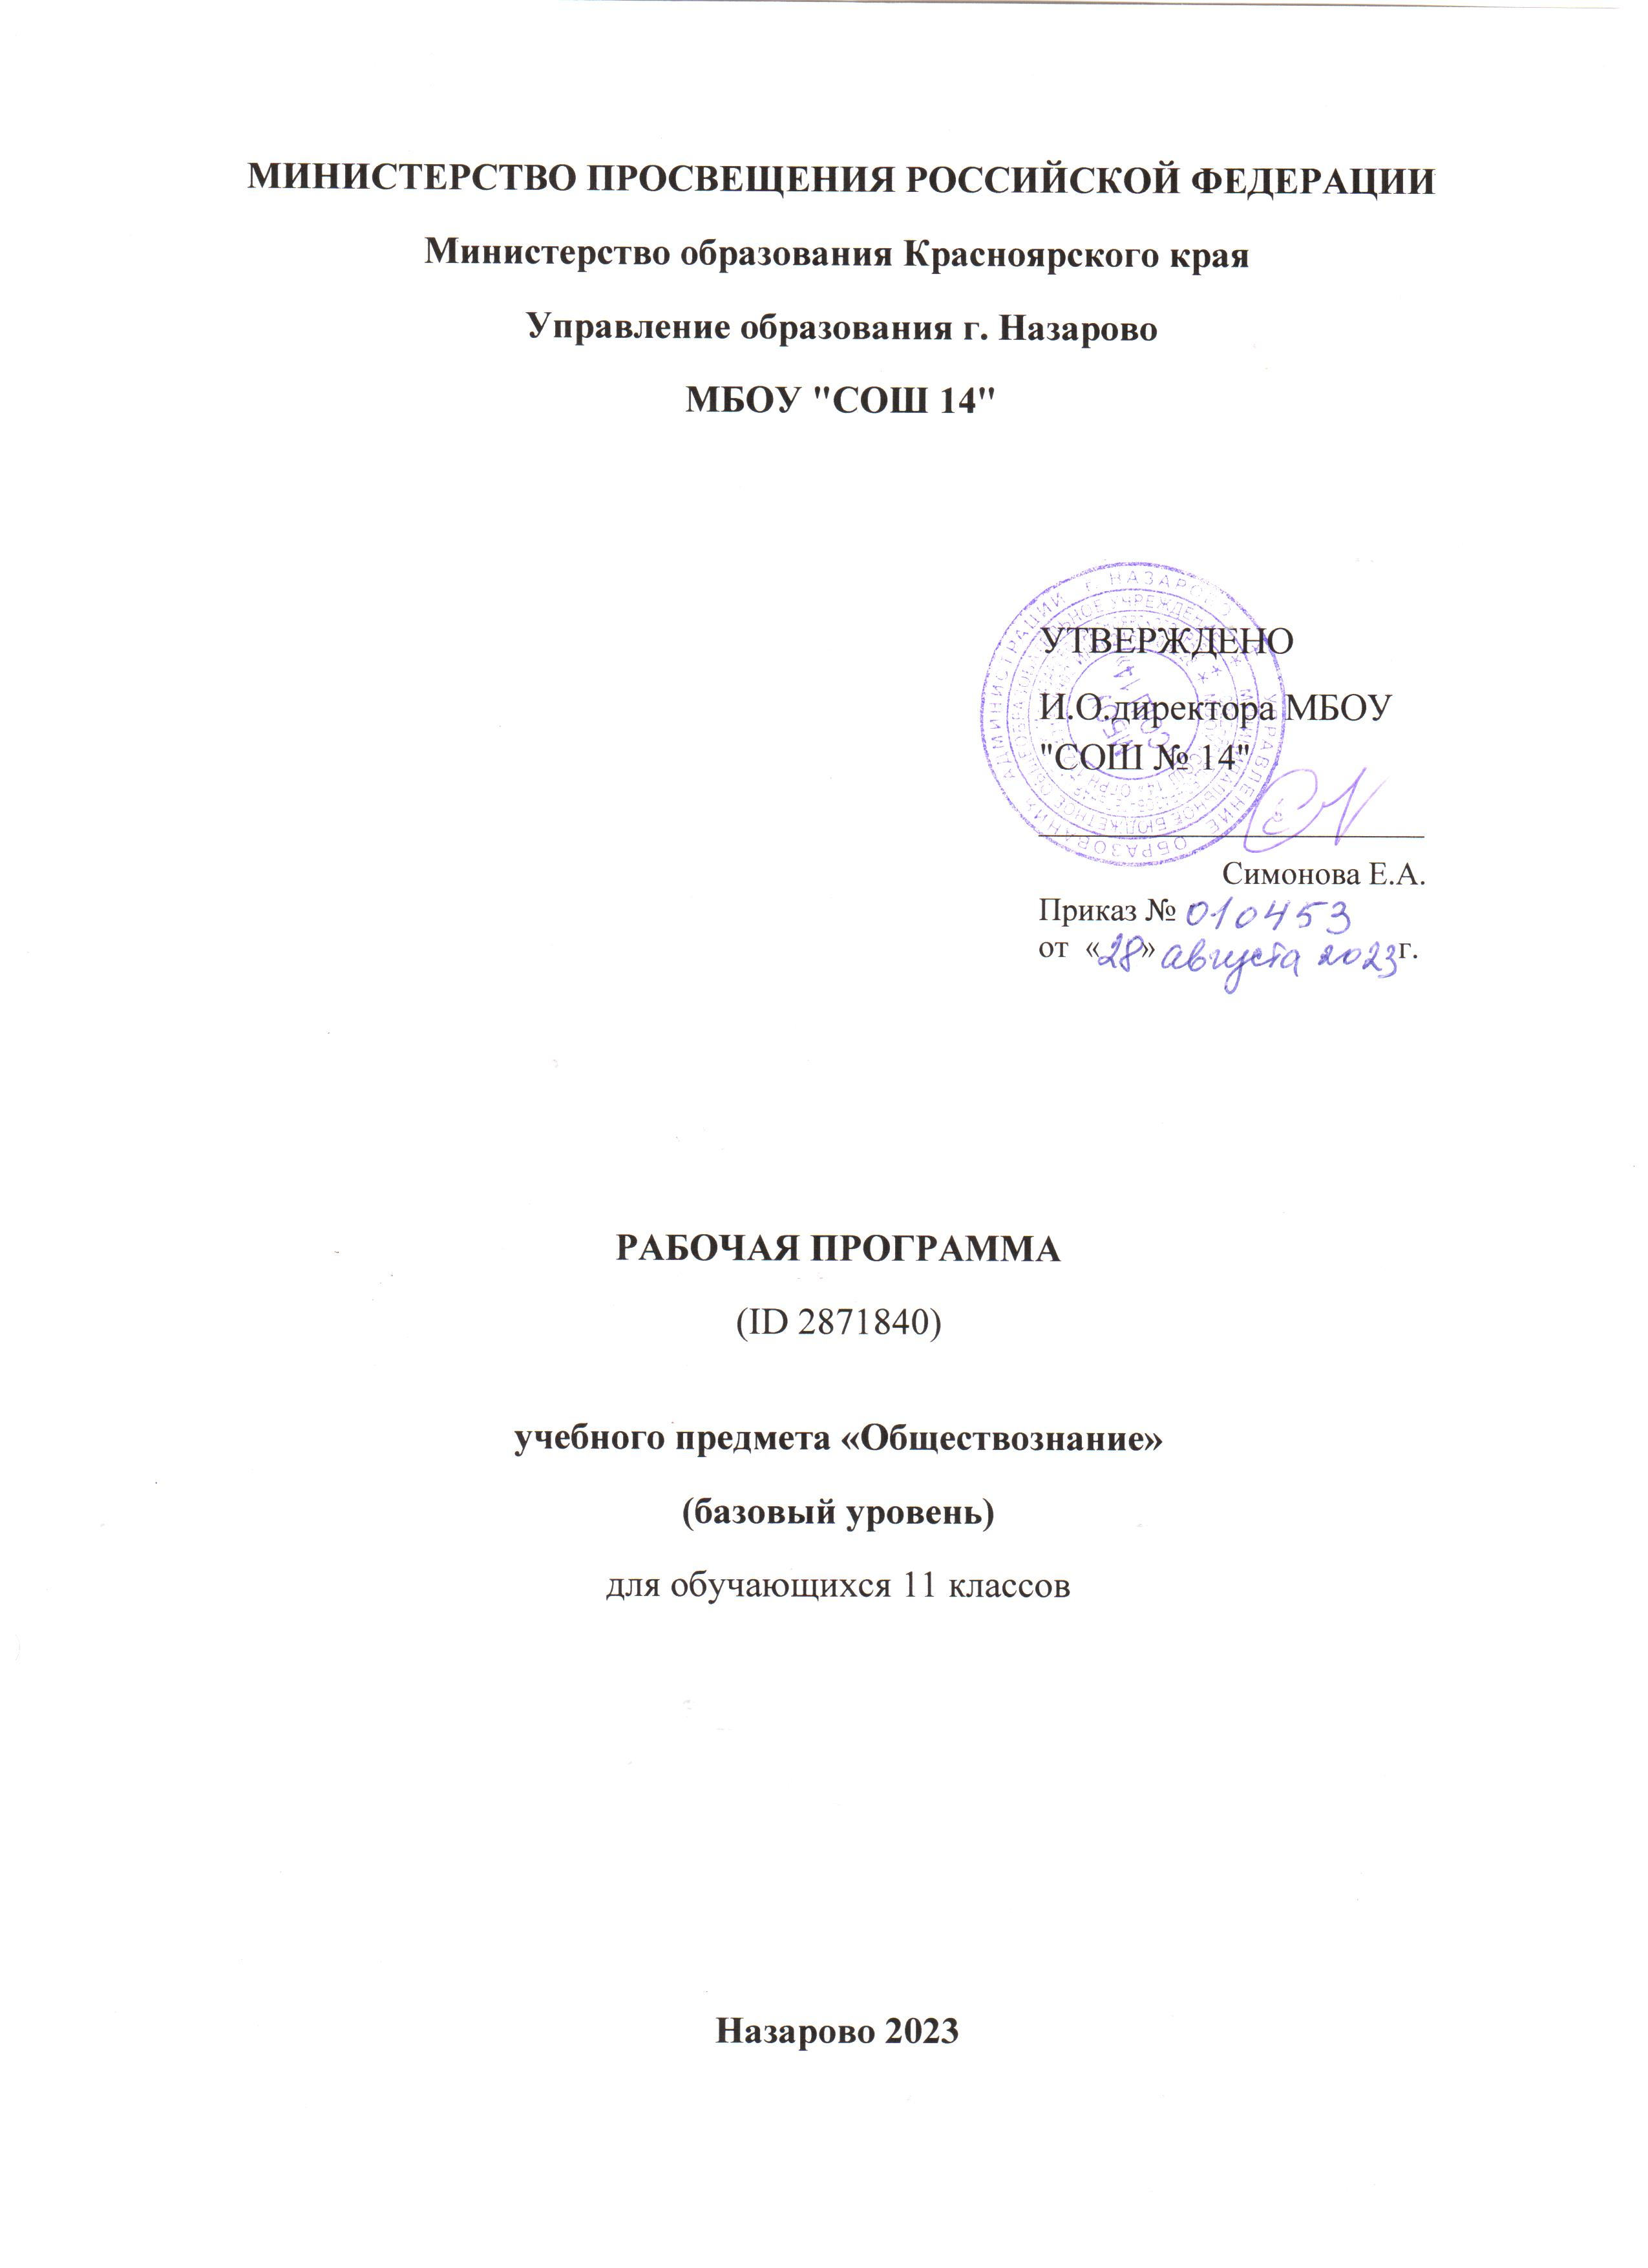 МИНИСТЕРСТВО ПРОСВЕЩЕНИЯ РОССИЙСКОЙ ФЕДЕРАЦИИ
Министерство образования Красноярского края
Управление образования г. Назарово
МБОУ "СОШ 14"
УТВЕРЖДЕНО
И.О.директора МБОУ
"СОШ № 14"
Симонова Е.А.
Приказ № 010453
от «28» августа 2023г.
РАБОЧАЯ ПРОГРАММА
(ID 2871840)
учебного предмета «Обществознание»
(базовый уровень)
для обучающихся 11 классов
Назарово 2023